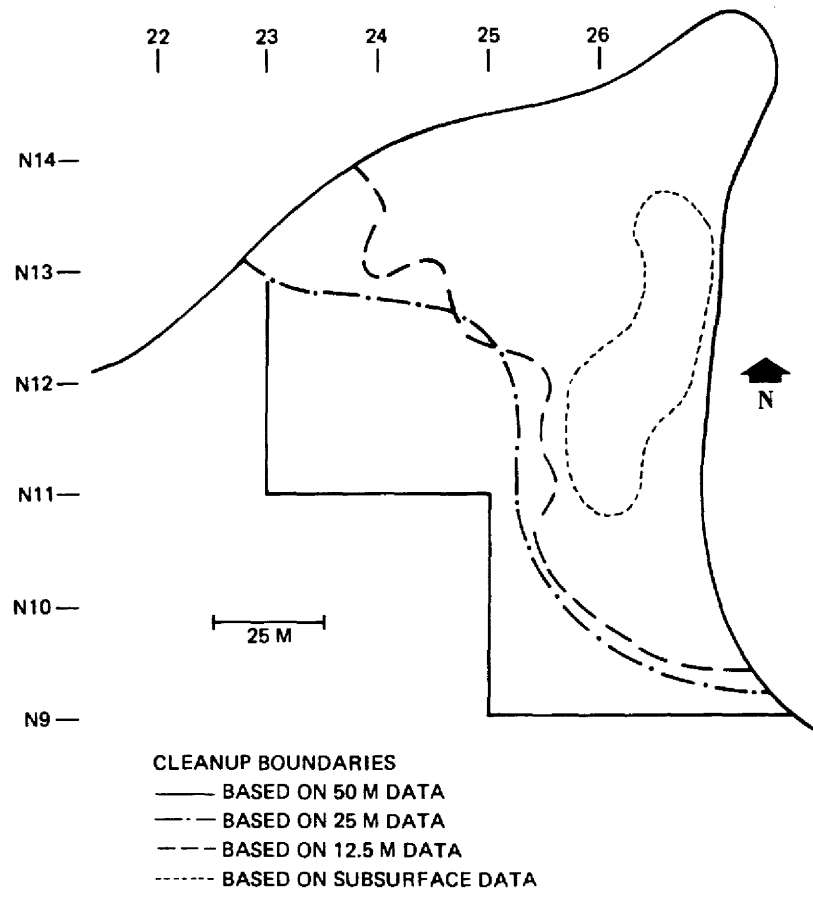 22 23 24 25 26
N14
N13
N12
N
N11
N10
25 M
N9
CLEANUP BOUNDARIES
BASED ON 50 M DATA
BASED ON 25 M DATA
BASED ON 12.5 M DATA
BASED ON SUBSURFACE DATA